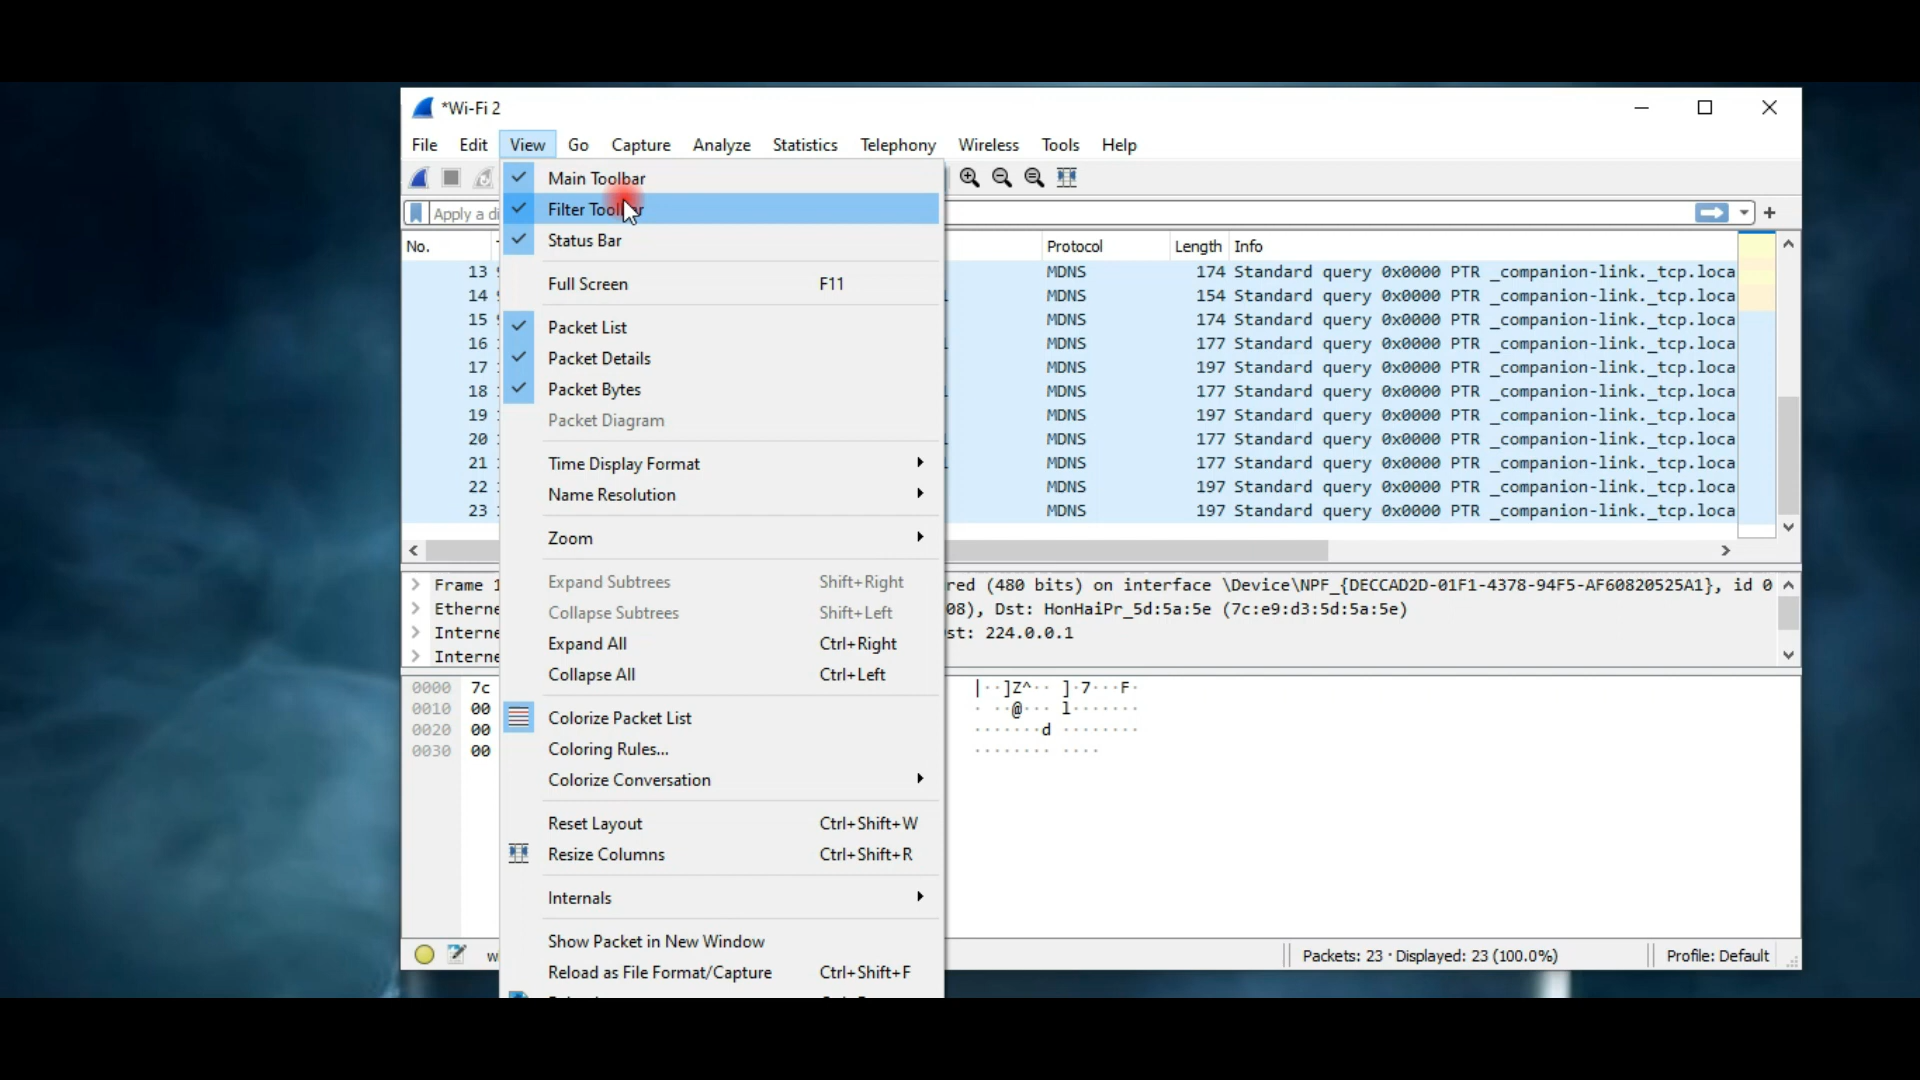 *Wi-Fi 2
File Edit View Go Capture Analyze Statistics Telephony Wireless Tools Help
Main Toolbar
Apply a di
Filter Toolbar
Status Bar
No. Protocol Length Info
13 MDNS 174 Standard query 0x0000 PTR _companion-link._tcp.loca
14 MDNS 154 Standard query 0x0000 PTR _companion-link._tcp.loca
15 MDNS 174 Standard query 0x0000 PTR _companion-link._tcp.loca
16 MDNS 177 Standard query 0x0000 PTR _companion-link._tcp.loca
17 MDNS 197 Standard query 0x0000 PTR _companion-link._tcp.loca
18 MDNS 177 Standard query 0x0000 PTR _companion-link._tcp.loca
19 MDNS 197 Standard query 0x0000 PTR _companion-link._tcp.loca
20 MDNS 177 Standard query 0x0000 PTR _companion-link._tcp.loca
21 MDNS 177 Standard query 0x0000 PTR _companion-link._tcp.loca
22 MDNS 197 Standard query 0x0000 PTR _companion-link._tcp.loca
23 MDNS 197 Standard query 0x0000 PTR _companion-link._tcp.loca
Full Screen F11
Packet List
Packet Details
Packet Bytes
Packet Diagram
Time Display Format
Name Resolution
Zoom
Expand Subtrees Shift+Right
Collapse Subtrees Shift+Left
Expand All Ctrl+Right
Collapse All Ctrl+Left
Colorize Packet List
Coloring Rules...
Colorize Conversation
Reset Layout Ctrl+Shift+W
Resize Columns Ctrl+Shift+R
Internals
Show Packet in New Window
Reload as File Format/Capture Ctrl+Shift+F
Frame 1 red (480 bits) on interface \Device\NPF_{DECCAD2D-01F1-4378-94F5-AF60820525A1}, id 0
Etherne 08), Dst: HonHaiPr_5d:5a:5e (7c:e9:d3:5d:5a:5e)
Interne st: 224.0.0.1
Interne
0000 7c |··]Z^·· ]·7···F·
0010 00 · ··@··· l·······
0020 00 ·······d ········
0030 00 ········ ····
w
Packets: 23 · Displayed: 23 (100.0%)
Profile: Default